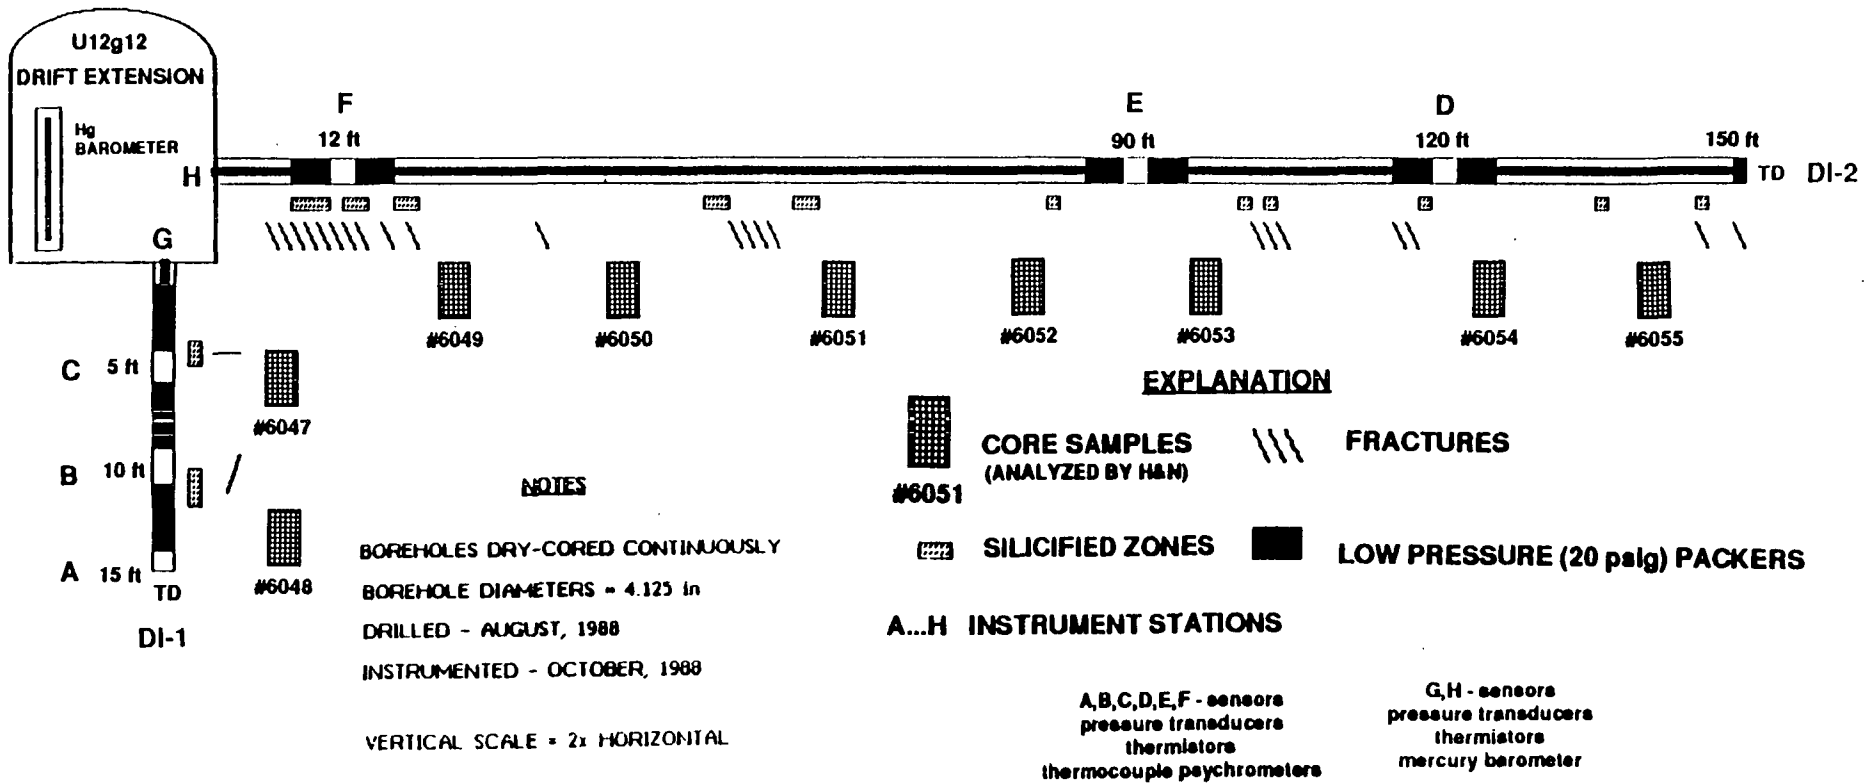 U12g12
DRIFT EXTENSION
Hg
BAROMETER
F
12 ft
E
90 ft
D
120 ft
150 ft
H
TD DI-2
G
#6049
#6050
#6051
#6052
#6053
#6054
#6055
C 5 ft
#6047
B 10 ft
A 15 ft
TD
#6048
DI-1
NOTES
BOREHOLES DRY-CORED CONTINUOUSLY
BOREHOLE DIAMETERS = 4.125 in
DRILLED - AUGUST, 1988
INSTRUMENTED - OCTOBER, 1988
VERTICAL SCALE = 2x HORIZONTAL
EXPLANATION
CORE SAMPLES
(ANALYZED BY H&N)
#6051
FRACTURES
SILICIFIED ZONES
LOW PRESSURE (20 psig) PACKERS
A...H INSTRUMENT STATIONS
A,B,C,D,E,F - sensors
pressure transducers
thermistors
thermocouple psychrometers
G,H - sensors
pressure transducers
thermistors
mercury barometer